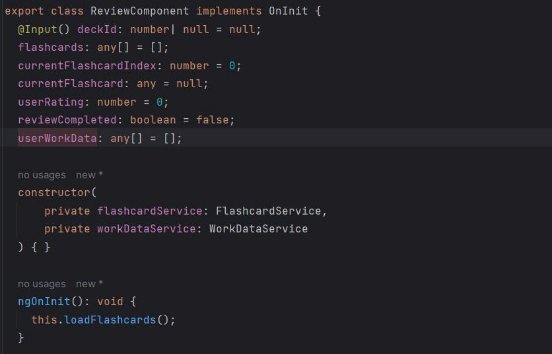 export class ReviewComponent implements OnInit {
@Input() deckId: number| null = null;
flashcards: any[] = [];
currentFlashcardIndex: number = 0;
currentFlashcard: any = null;
userRating: number = 0;
reviewCompleted: boolean = false;
userWorkData: any[] = [];
no usages   new *
constructor(
private flashcardService: FlashcardService,
private workDataService: WorkDataService
) { }
no usages   new *
ngOnInit(): void {
this.loadFlashcards();
}